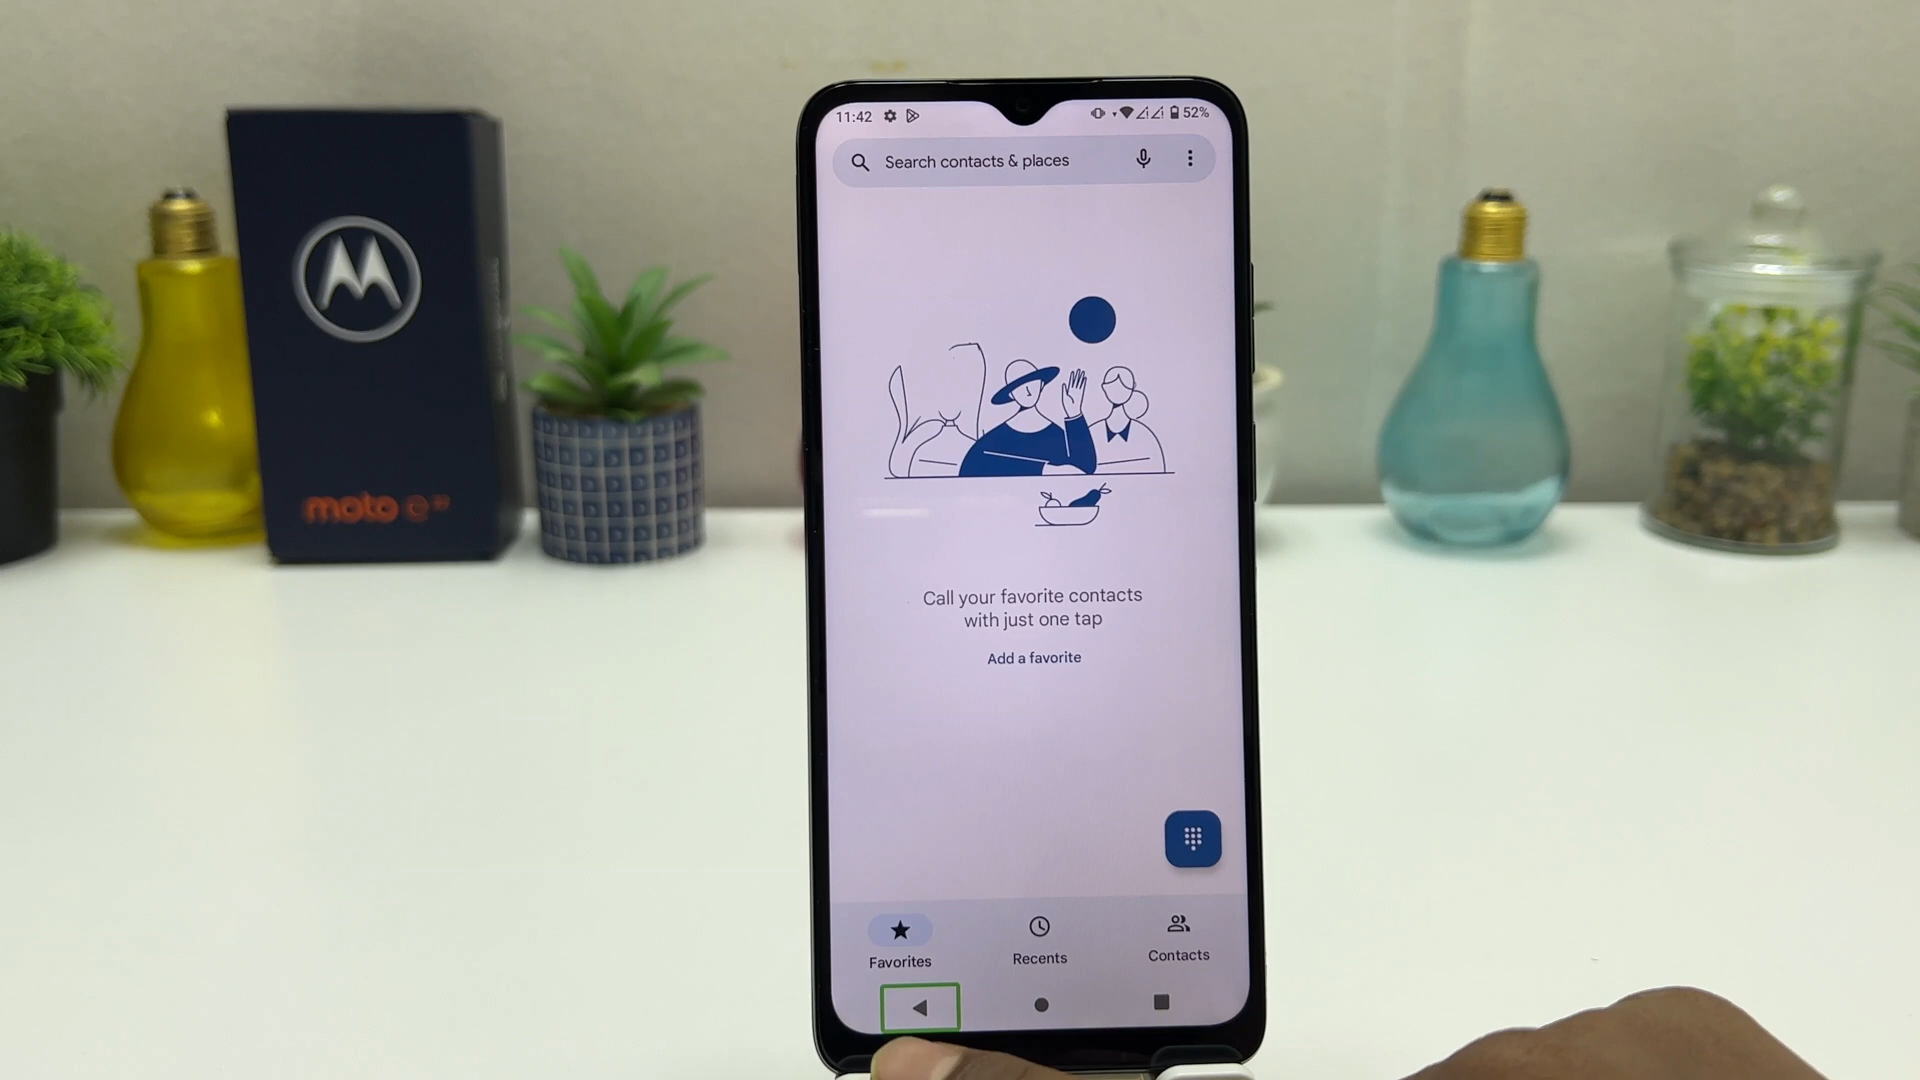 11:42
52%
Search contacts & places
moto e
Call your favorite contacts
with just one tap
Add a favorite
Favorites
Recents
Contacts